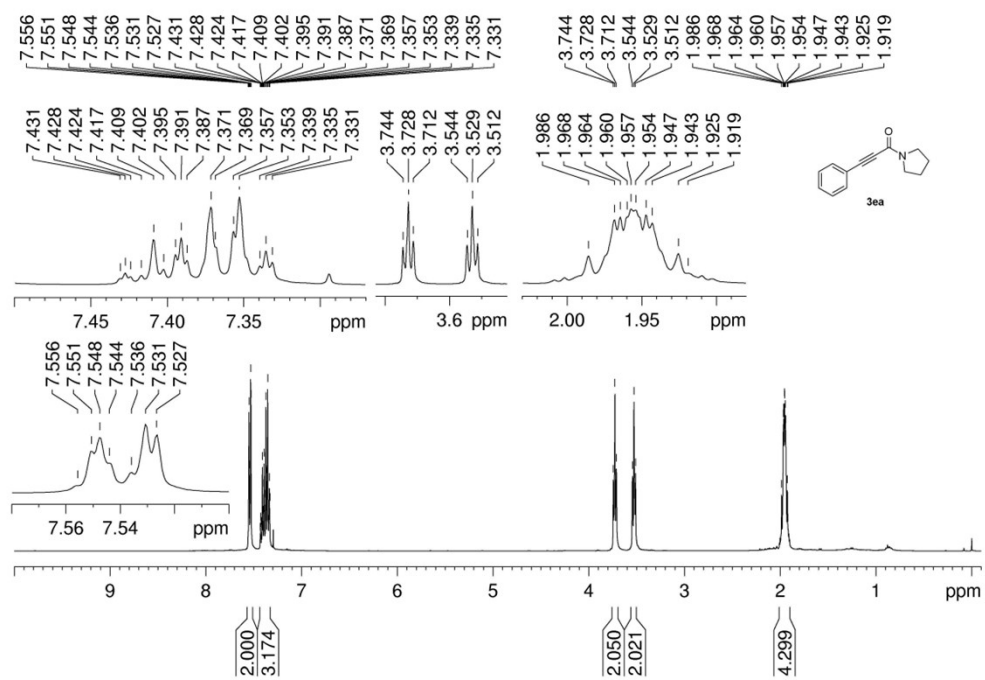 7.556 7.551 7.548 7.544 7.536 7.531 7.527 7.431 7.428 7.424 7.417 7.409 7.402 7.395 7.391 7.387 7.371 7.369 7.357 7.353 7.339 7.335 7.331
3.744 3.728 3.712 3.544 3.529 3.512
1.986 1.968 1.964 1.960 1.957 1.954 1.947 1.943 1.925 1.919
7.431 7.428 7.424 7.417 7.409 7.402 7.395 7.391 7.387 7.371 7.369 7.357 7.353 7.339 7.335 7.331
3.744 3.728 3.712 3.544 3.529 3.512
1.986 1.968 1.964 1.960 1.957 1.954 1.947 1.943 1.925 1.919
O
N
3ea
7.45 7.40 7.35 ppm
3.6 ppm
2.00 1.95 ppm
7.556 7.551 7.548 7.544 7.536 7.531 7.527
7.56 7.54 ppm
9 8 7 6 5 4 3 2 1 ppm
2.000 3.174 2.050 2.021 4.299